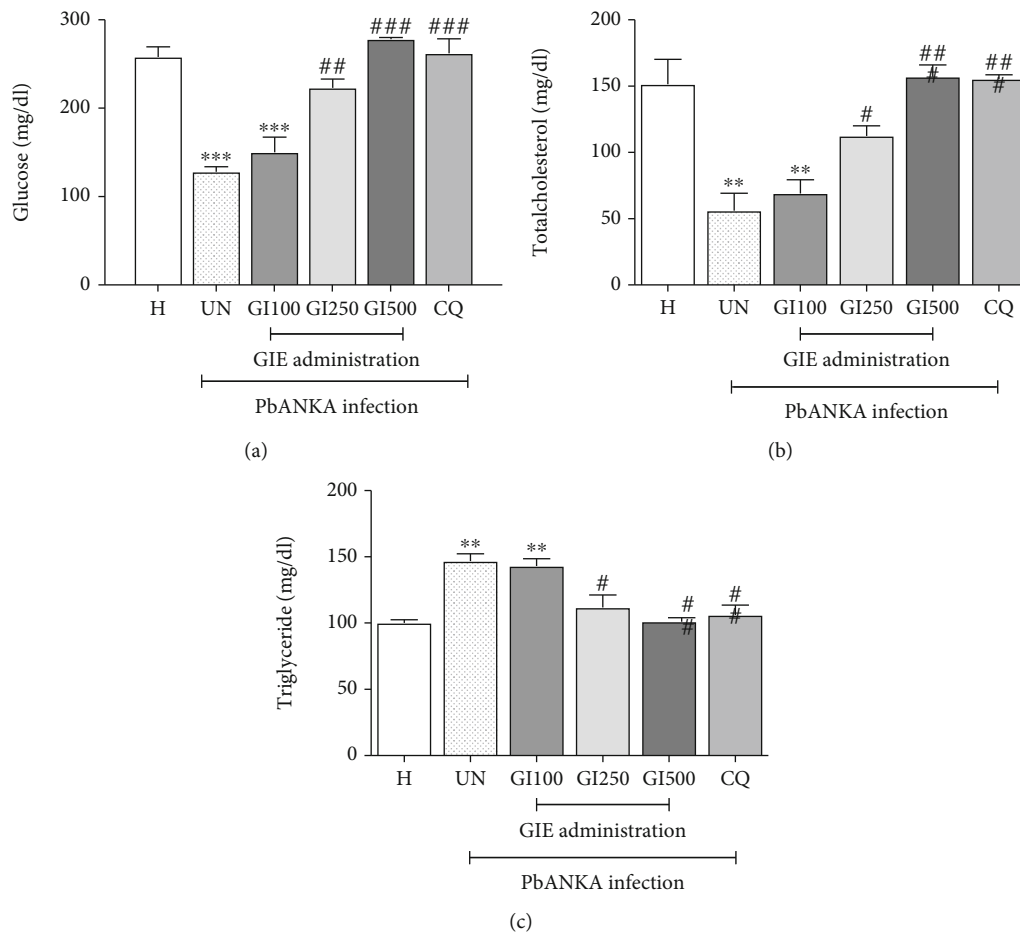 300
200
100
0
Glucose (mg/dl)
***
***
##
###
###
H UN GI100 GI250 GI500 CQ
GIE administration
PbANKA infection
(a)
200
150
100
50
0
Totalcholesterol (mg/dl)
**
**
#
##
#
##
#
H UN GI100 GI250 GI500 CQ
GIE administration
PbANKA infection
(b)
200
150
100
50
0
Triglyceride (mg/dl)
**
**
#
#
#
#
#
H UN GI100 GI250 GI500 CQ
GIE administration
PbANKA infection
(c)